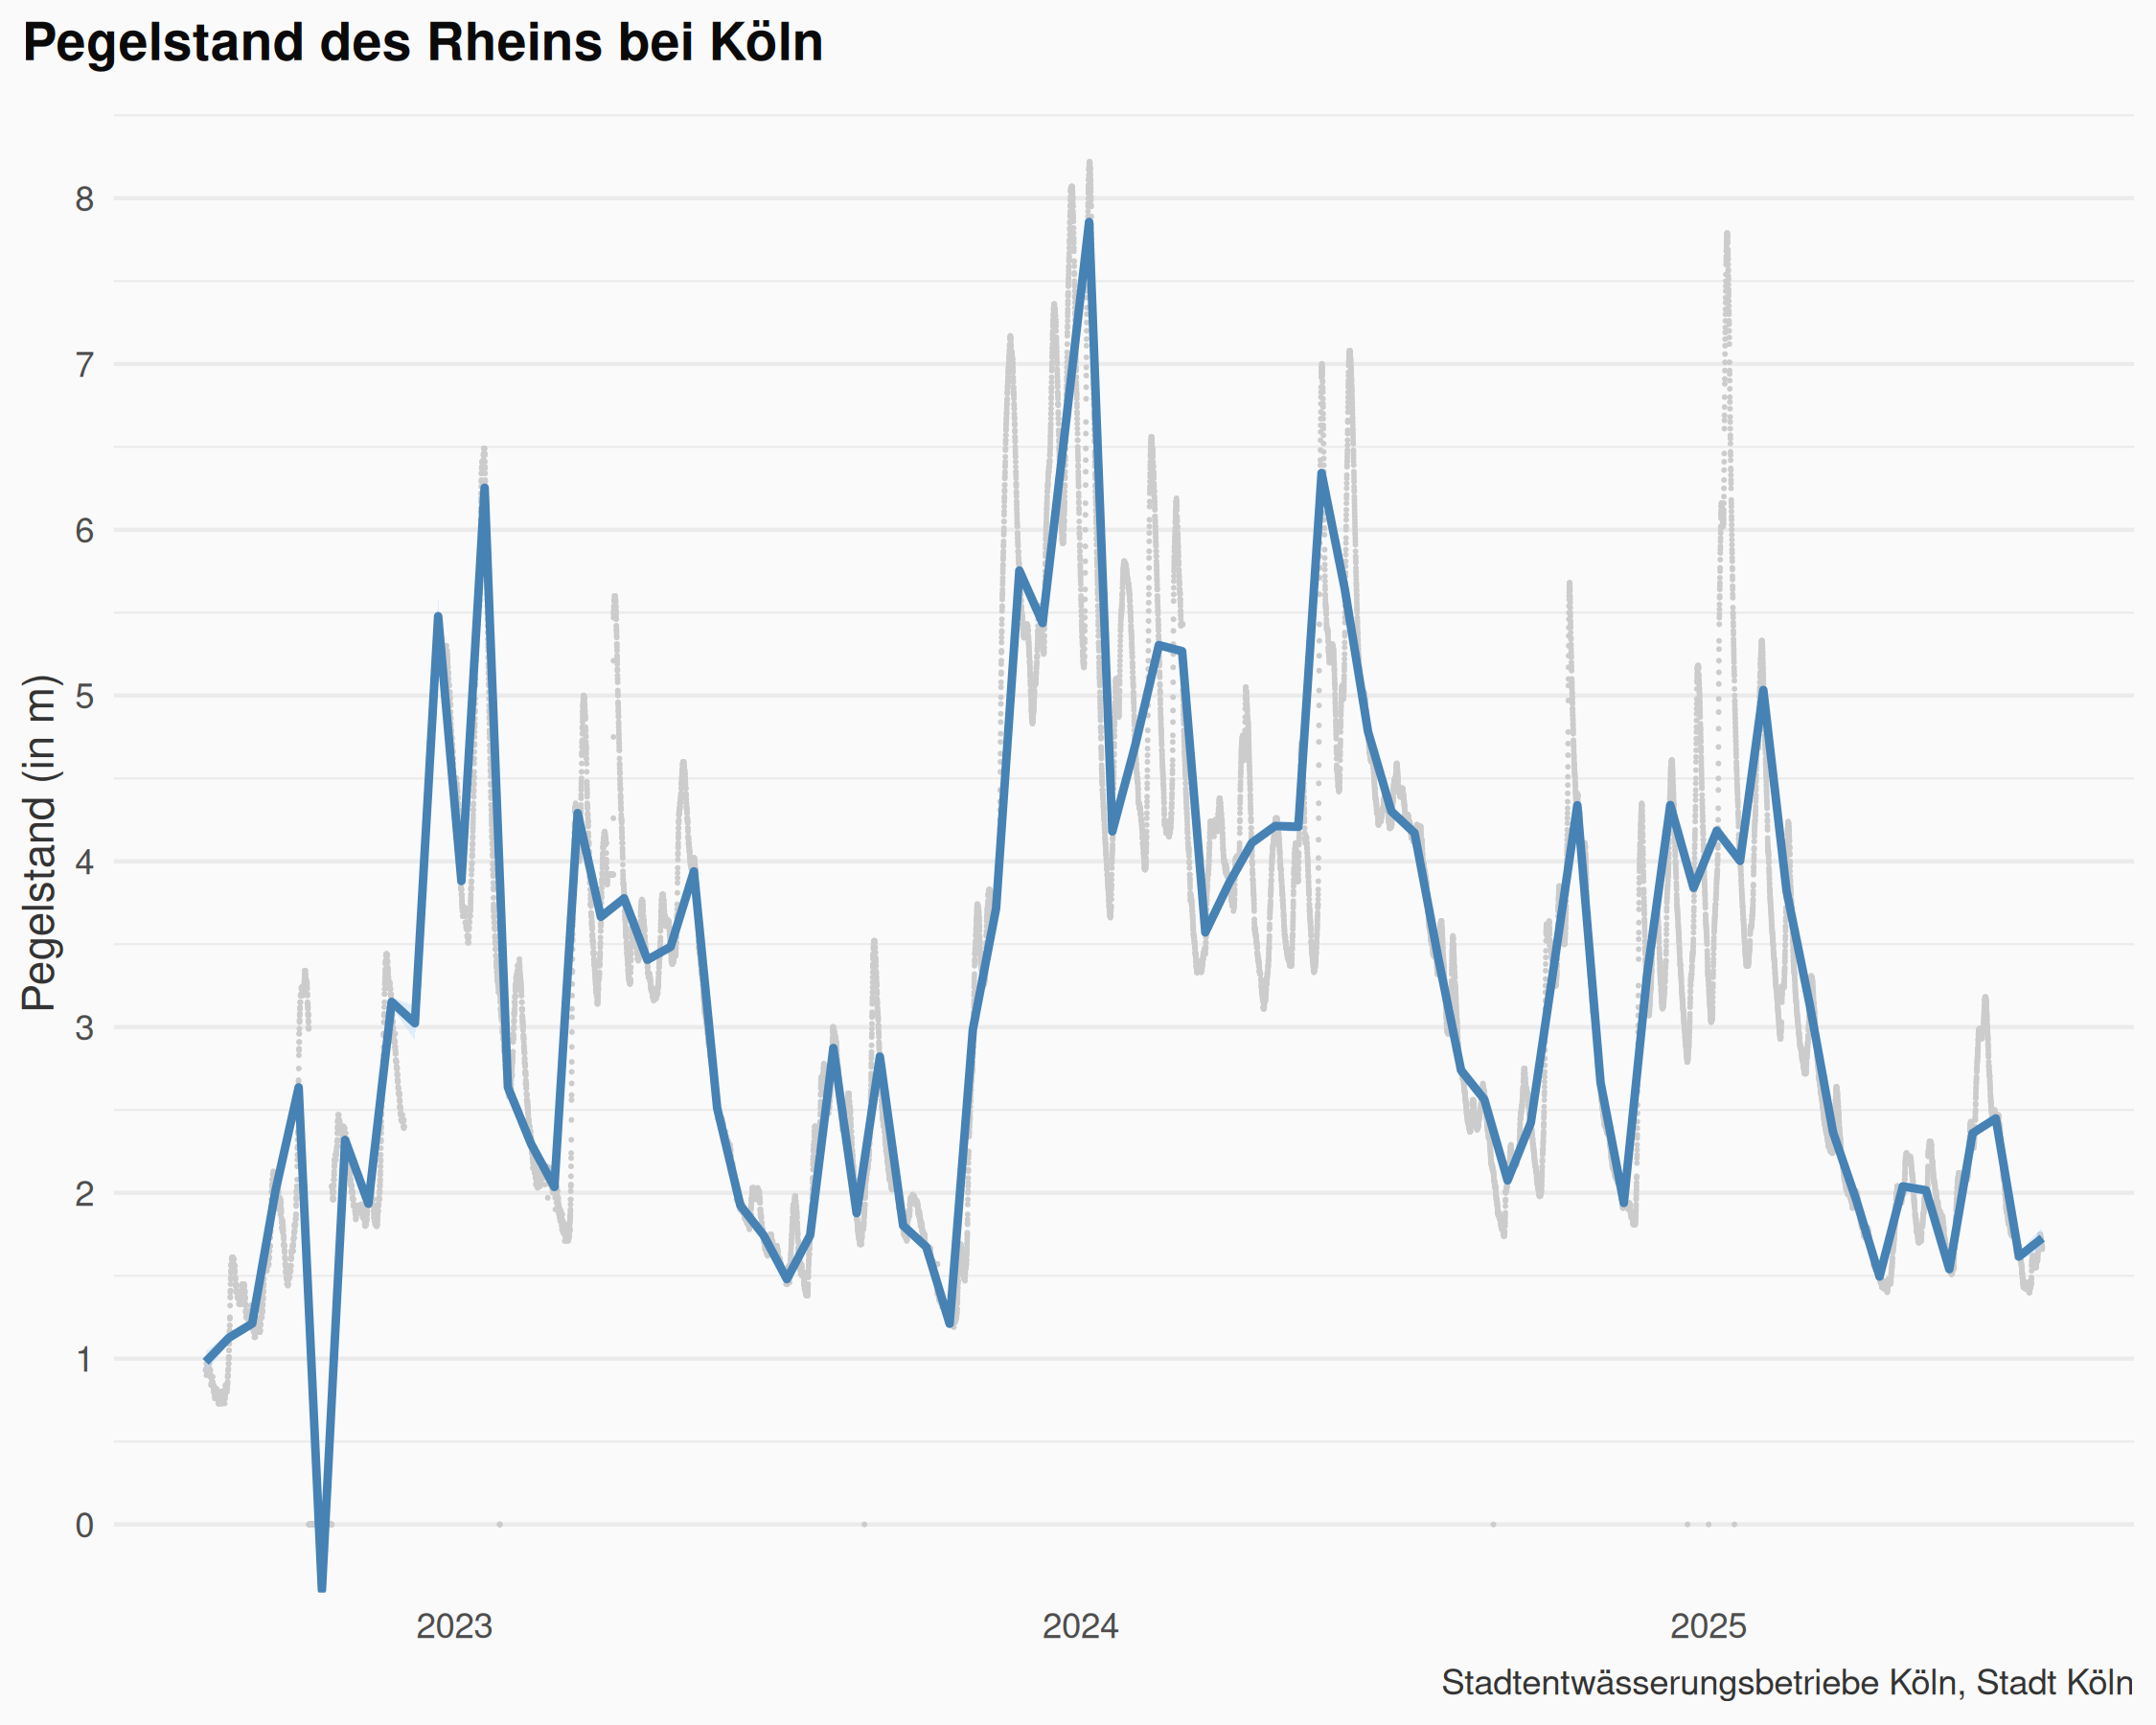 Pegelstand des Rheins bei Köln
Pegelstand (in m)
8
7
6
5
4
3
2
1
0
2023 2024 2025
Stadtentwässerungsbetriebe Köln, Stadt Köln